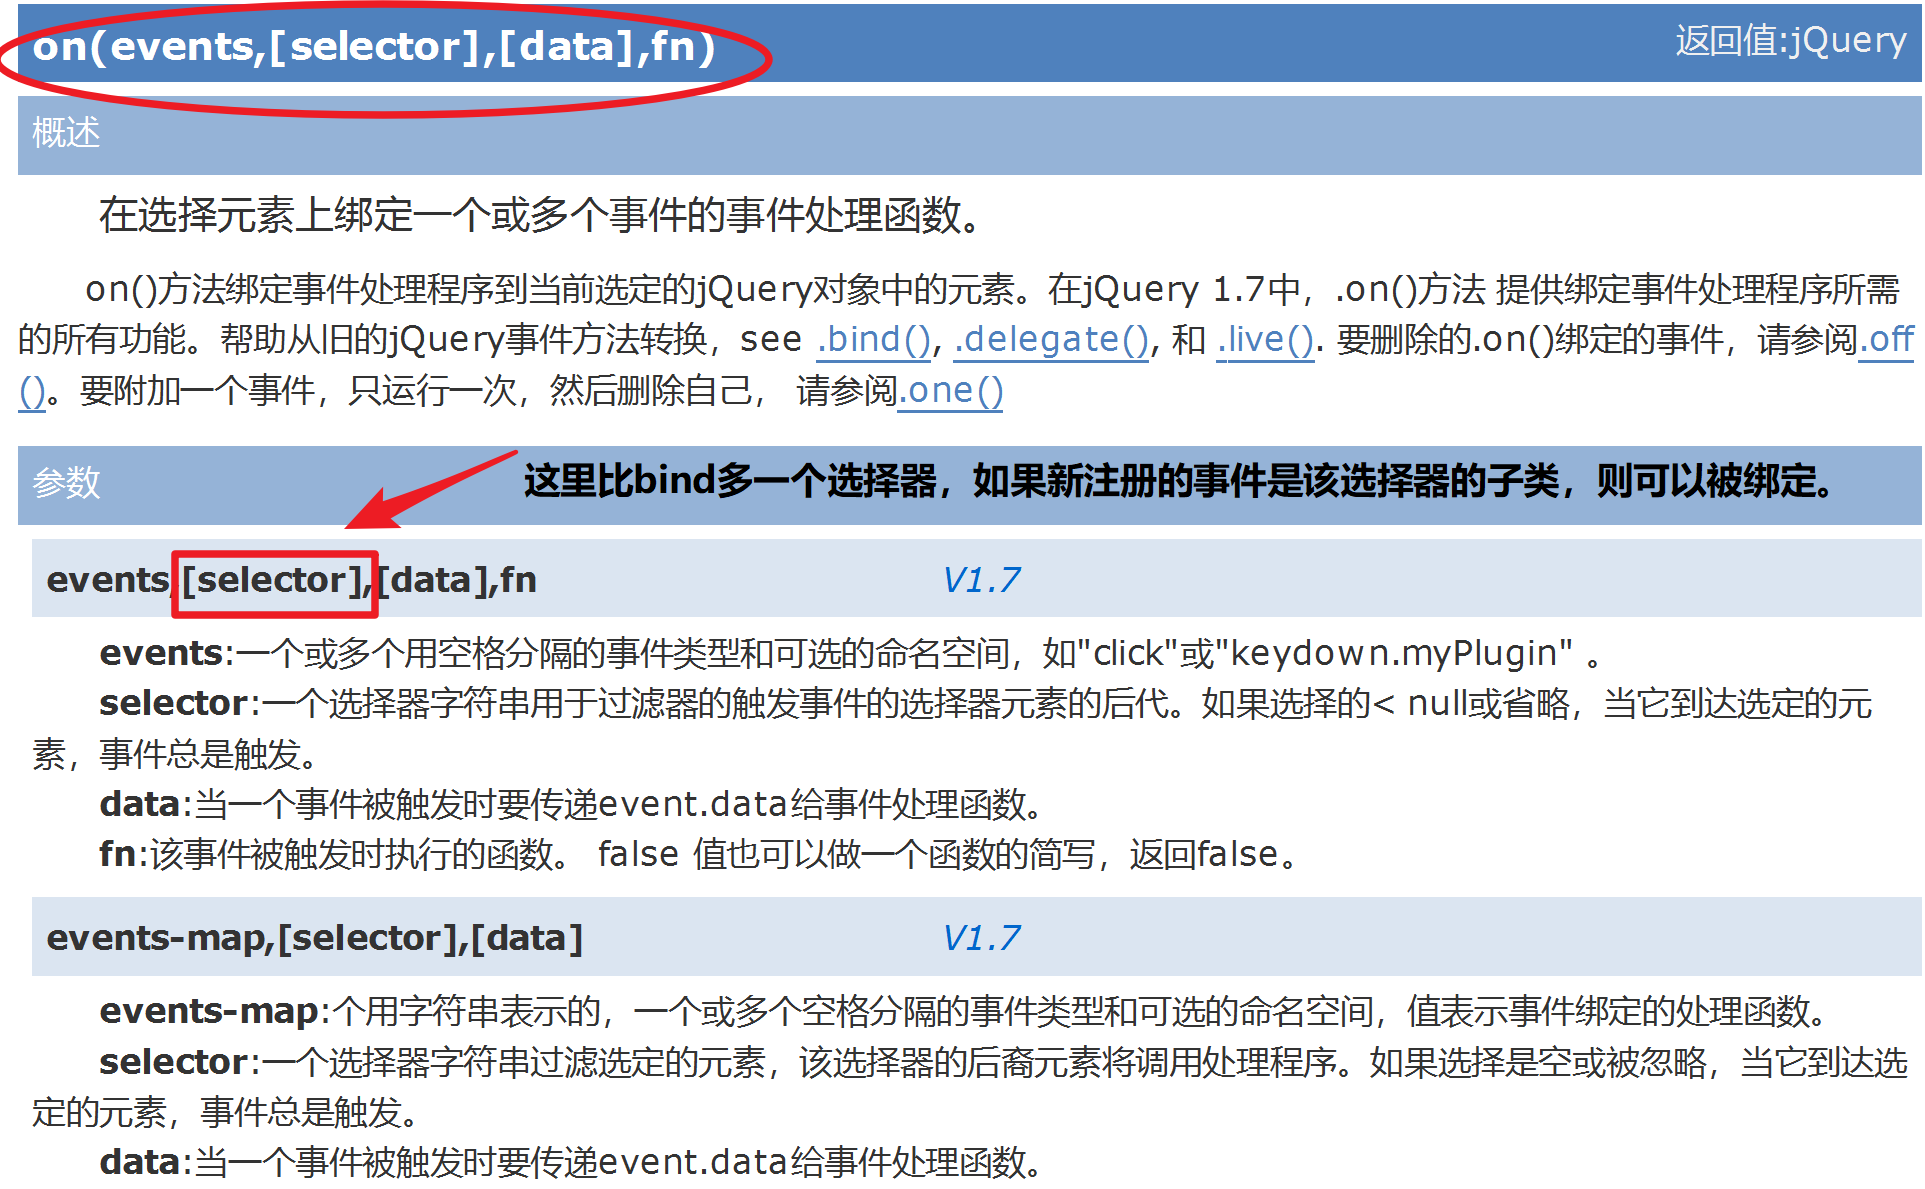 on(events,[selector],[data],fn) 返回值:jQuery
概述
在选择元素上绑定一个或多个事件的事件处理函数。
on()方法绑定事件处理程序到当前选定的jQuery对象中的元素。在jQuery 1.7中，.on()方法 提供绑定事件处理程序所需
的所有功能。帮助从旧的jQuery事件方法转换，see .bind(), .delegate(), 和 .live(). 要删除的.on()绑定的事件，请参阅.off
()。要附加一个事件，只运行一次，然后删除自己， 请参阅.one()
参数 这里比bind多一个选择器，如果新注册的事件是该选择器的子类，则可以被绑定。
events,[selector],[data],fn V1.7
events:一个或多个用空格分隔的事件类型和可选的命名空间，如"click"或"keydown.myPlugin" 。
selector:一个选择器字符串用于过滤器的触发事件的选择器元素的后代。如果选择的< null或省略，当它到达选定的元
素，事件总是触发。
data:当一个事件被触发时要传递event.data给事件处理函数。
fn:该事件被触发时执行的函数。 false 值也可以做一个函数的简写，返回false。
events-map,[selector],[data] V1.7
events-map:个用字符串表示的，一个或多个空格分隔的事件类型和可选的命名空间，值表示事件绑定的处理函数。
selector:一个选择器字符串过滤选定的元素，该选择器的后裔元素将调用处理程序。如果选择是空或被忽略，当它到达选
定的元素，事件总是触发。
data:当一个事件被触发时要传递event.data给事件处理函数。